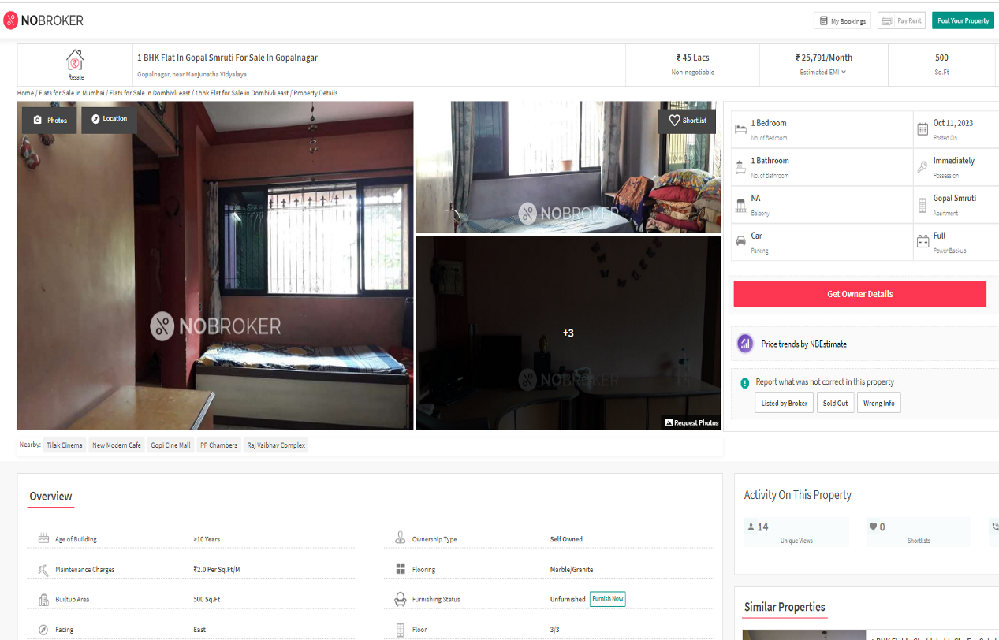 NOBROKER
My Bookings
Pay Rent
Post Your Property
Resale
1 BHK Flat In Gopal Smruti For Sale In Gopalnagar
Gopalnagar, near Manjunatha Vidyalaya
₹ 45 Lacs
Non-negotiable
₹ 25,791/Month
Estimated EMI
500
Sq.Ft
Home / Flats for Sale in Mumbai / Flats for Sale in Dombivli east / 1bhk Flat for Sale in Dombivli east / Property Details
Photos
Location
Shortlist
NOBROKER
NOBROKER
+3
NOBROKER
Request Photos
1 Bedroom
No. of Bedroom
Oct 11, 2023
Posted On
1 Bathroom
No. of Bathroom
Immediately
Possession
NA
Balcony
Gopal Smruti
Apartment
Car
Parking
Full
Power Backup
Get Owner Details
Price trends by NBEstimate
Report what was not correct in this property
Listed by Broker
Sold Out
Wrong Info
Nearby: Tilak Cinema New Modern Cafe Gopi Cine Mall PP Chambers Raj Vaibhav Complex
Overview
Age of Building >10 Years
Ownership Type Self Owned
Maintenance Charges ₹2.0 Per Sq.Ft/M
Flooring Marble/Granite
Builtup Area 500 Sq.Ft
Furnishing Status Unfurnished Furnish Now
Facing East
Floor 3/3
Activity On This Property
14
Unique Views
0
Shortlists
Similar Properties